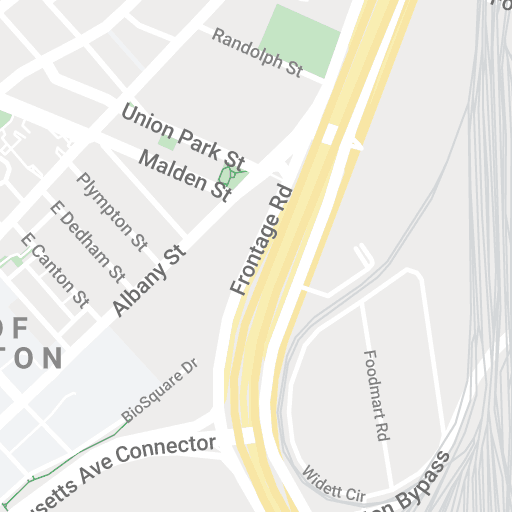 Randolph St
Union Park St
Malden St
Plympton St
E Dedham St
E Canton St
Albany St
Frontage Rd
OF
TON
BioSquare Dr
Foodmart Rd
setts Ave Connector
Widett Cir
on Bypass